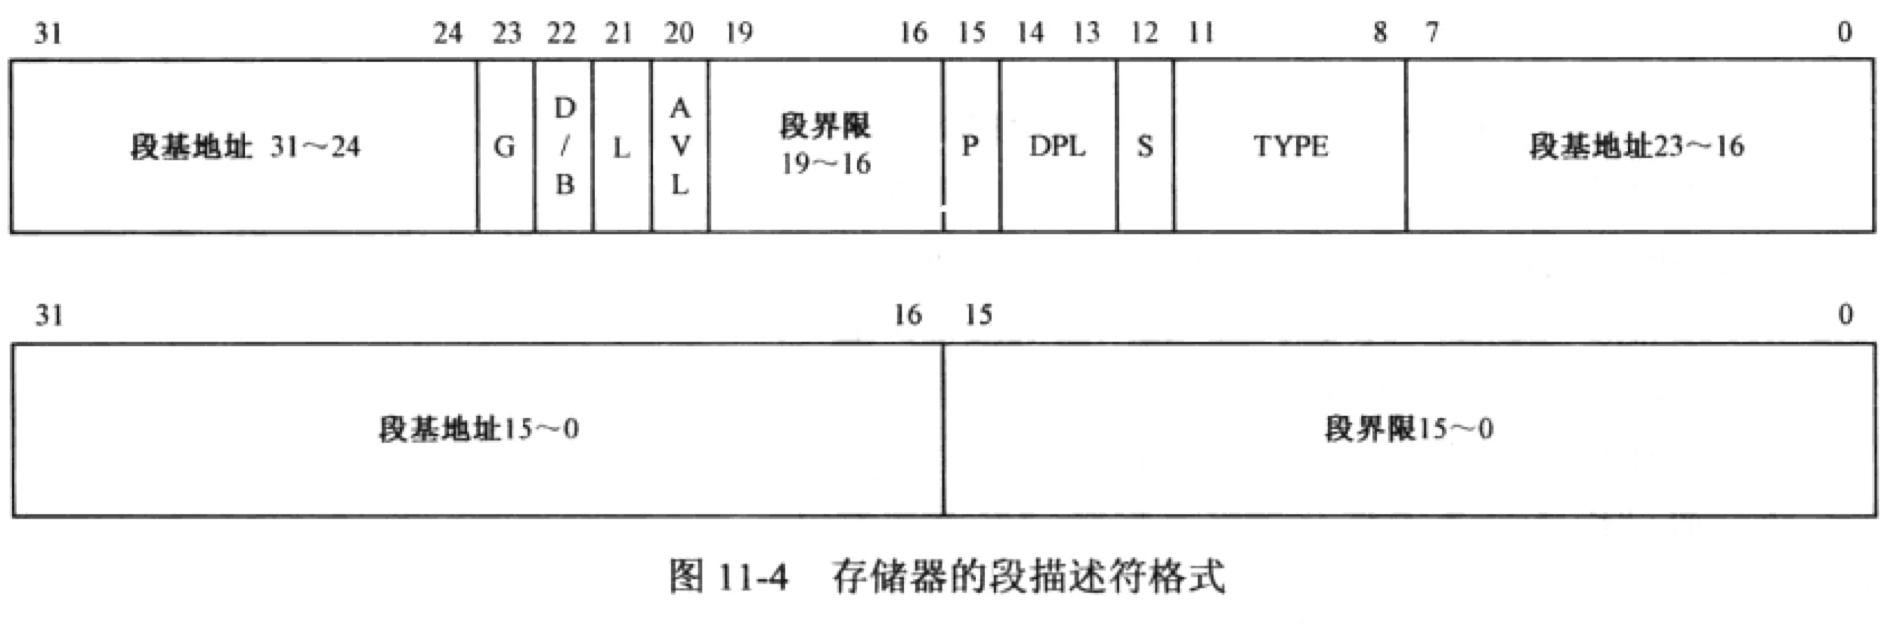 31 24 23 22 21 20 19 16 15 14 13 12 11 8 7 0
段基地址 31～24
G
D
/
B
L
A
V
L
段界限
19～16
P
DPL
S
TYPE
段基地址23～16
31 16 15 0
段基地址15～0
段界限15～0
图 11-4 存储器的段描述符格式